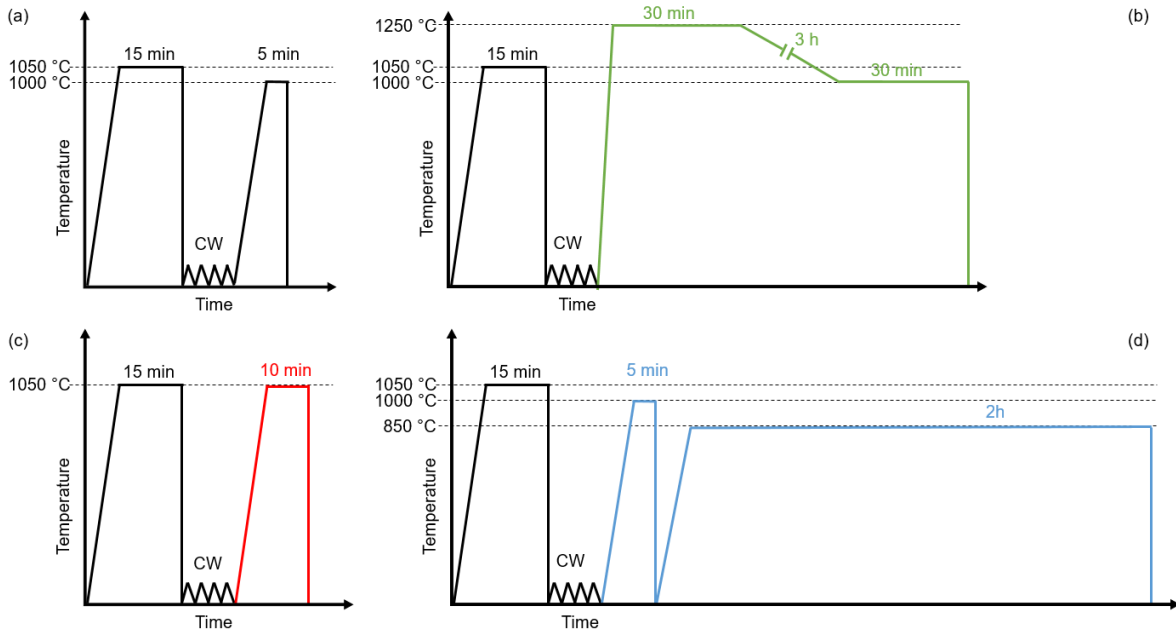 (a)
15 min
5 min
1050 °C
1000 °C
Temperature
CW
Time
(b)
30 min
1250 °C
3 h
15 min
1050 °C
1000 °C
30 min
Temperature
CW
Time
(c)
15 min
10 min
1050 °C
Temperature
CW
Time
(d)
15 min
5 min
1050 °C
1000 °C
2h
850 °C
Temperature
CW
Time